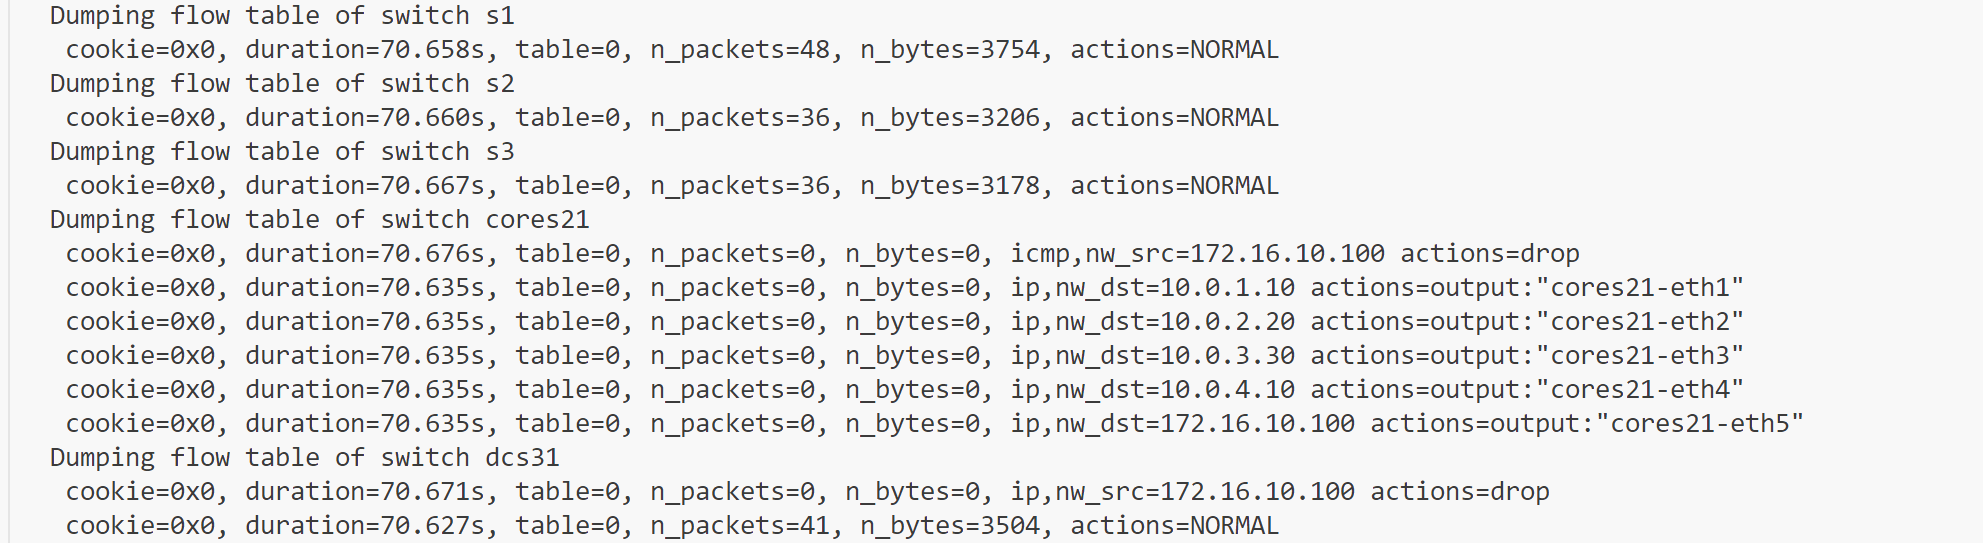 Dumping flow table of switch s1
 cookie=0x0, duration=70.658s, table=0, n_packets=48, n_bytes=3754, actions=NORMAL
Dumping flow table of switch s2
 cookie=0x0, duration=70.660s, table=0, n_packets=36, n_bytes=3206, actions=NORMAL
Dumping flow table of switch s3
 cookie=0x0, duration=70.667s, table=0, n_packets=36, n_bytes=3178, actions=NORMAL
Dumping flow table of switch cores21
 cookie=0x0, duration=70.676s, table=0, n_packets=0, n_bytes=0, icmp,nw_src=172.16.10.100 actions=drop
 cookie=0x0, duration=70.635s, table=0, n_packets=0, n_bytes=0, ip,nw_dst=10.0.1.10 actions=output:"cores21-eth1"
 cookie=0x0, duration=70.635s, table=0, n_packets=0, n_bytes=0, ip,nw_dst=10.0.2.20 actions=output:"cores21-eth2"
 cookie=0x0, duration=70.635s, table=0, n_packets=0, n_bytes=0, ip,nw_dst=10.0.3.30 actions=output:"cores21-eth3"
 cookie=0x0, duration=70.635s, table=0, n_packets=0, n_bytes=0, ip,nw_dst=10.0.4.10 actions=output:"cores21-eth4"
 cookie=0x0, duration=70.635s, table=0, n_packets=0, n_bytes=0, ip,nw_dst=172.16.10.100 actions=output:"cores21-eth5"
Dumping flow table of switch dcs31
 cookie=0x0, duration=70.671s, table=0, n_packets=0, n_bytes=0, ip,nw_src=172.16.10.100 actions=drop
 cookie=0x0, duration=70.627s, table=0, n_packets=41, n_bytes=3504, actions=NORMAL